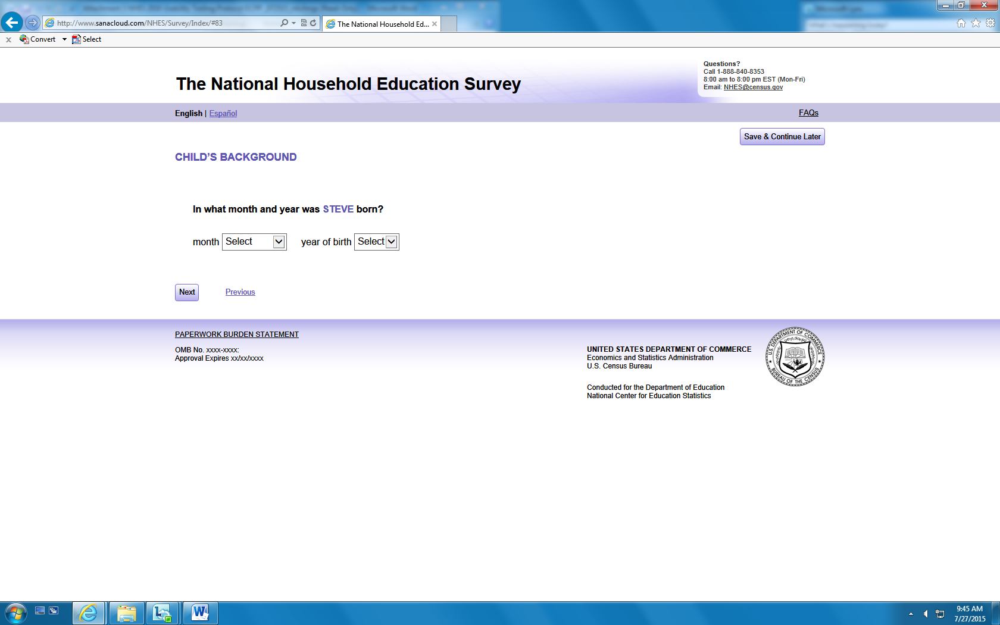 http://www.sanacloud.com/NHES/Survey/Index/#83
The National Household Ed...
Convert
Select
The National Household Education Survey
Questions?
Call 1-888-840-8353
8:00 am to 8:00 pm EST (Mon-Fri)
Email: NHES@census.gov
English | Español
FAQs
Save & Continue Later
CHILD'S BACKGROUND
In what month and year was STEVE born?
month Select year of birth Select
Next
Previous
PAPERWORK BURDEN STATEMENT
OMB No. xxxx-xxxx:
Approval Expires xx/xx/xxxx
UNITED STATES DEPARTMENT OF COMMERCE
Economics and Statistics Administration
U.S. Census Bureau
Conducted for the Department of Education
National Center for Education Statistics
U.S. DEPARTMENT OF COMMERCE
BUREAU OF THE CENSUS
9:45 AM
7/27/2015